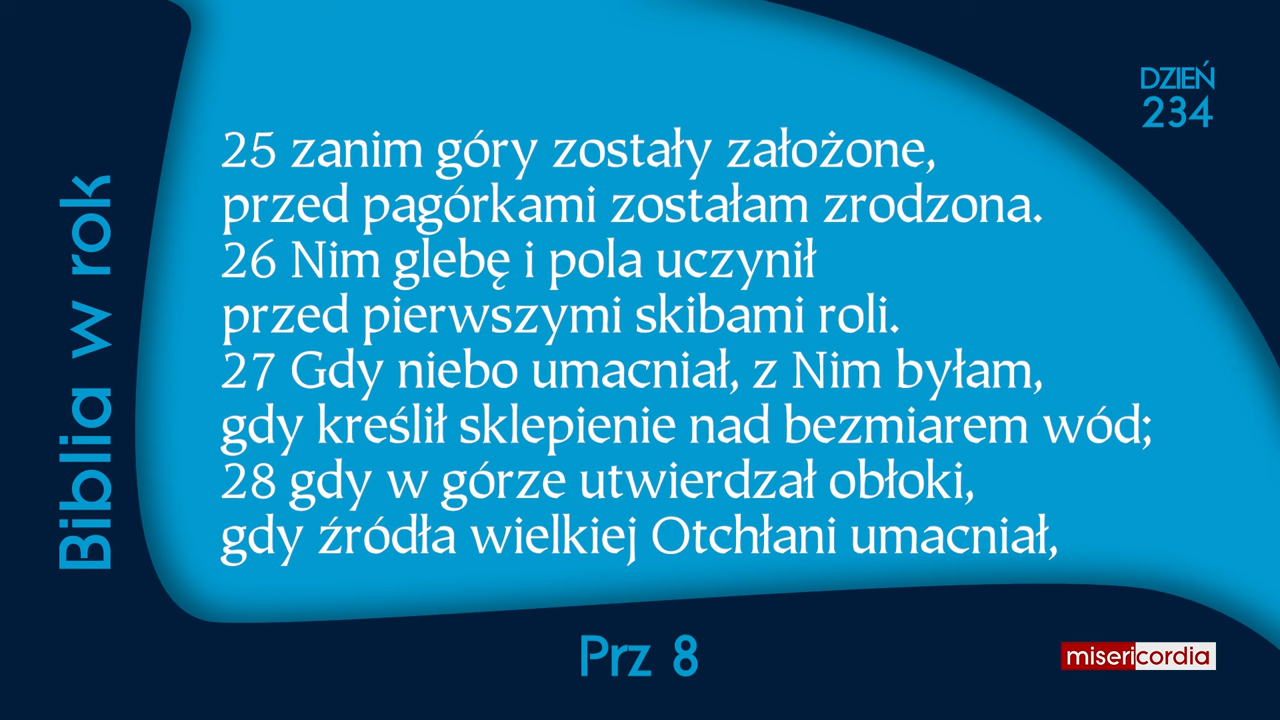 DZIEŃ
234
Biblia w rok
25 zanim góry zostały założone,
przed pagórkami zostałam zrodzona.
26 Nim glebę i pola uczynił
przed pierwszymi skibami roli.
27 Gdy niebo umacniał, z Nim byłam,
gdy kreślił sklepienie nad bezmiarem wód;
28 gdy w górze utwierdzał obłoki,
gdy źródła wielkiej Otchłani umacniał,
Prz 8
misericordia